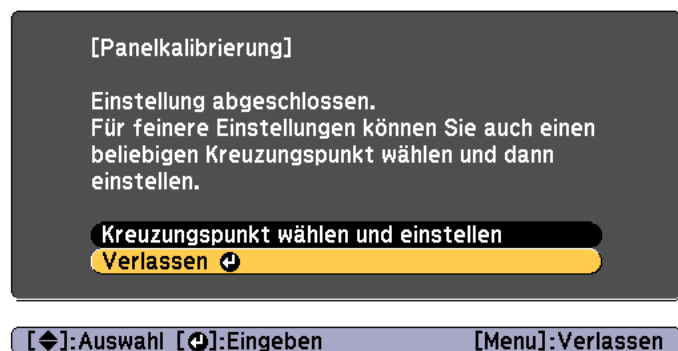 [Panelkalibrierung]
Einstellung abgeschlossen.
Für feinere Einstellungen können Sie auch einen
beliebigen Kreuzungspunkt wählen und dann
einstellen.
Kreuzungspunkt wählen und einstellen
Verlassen
[◆]:Auswahl [↵]:Eingeben [Menu]:Verlassen